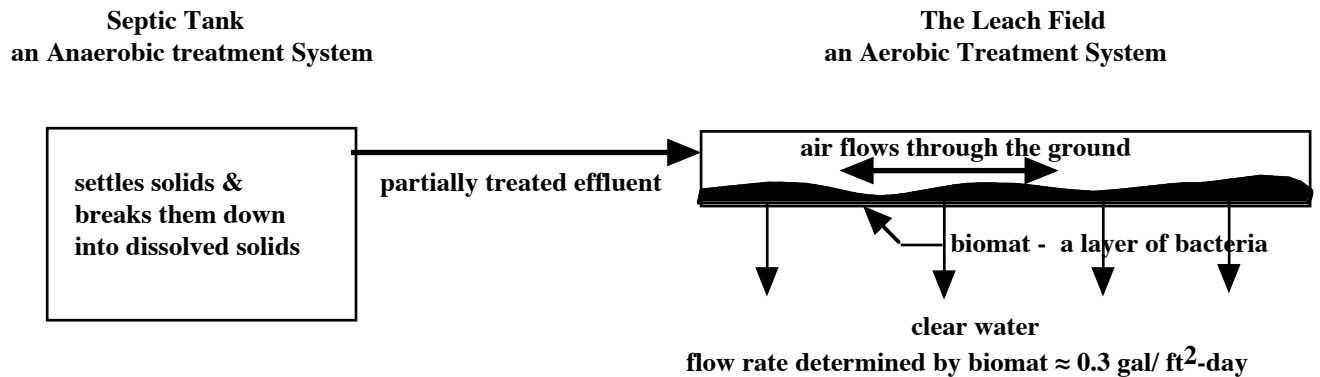 Septic Tank
an Anaerobic treatment System
The Leach Field
an Aerobic Treatment System
settles solids &
breaks them down
into dissolved solids
partially treated effluent
air flows through the ground
biomat - a layer of bacteria
clear water
flow rate determined by biomat ≈ 0.3 gal/ ft²-day